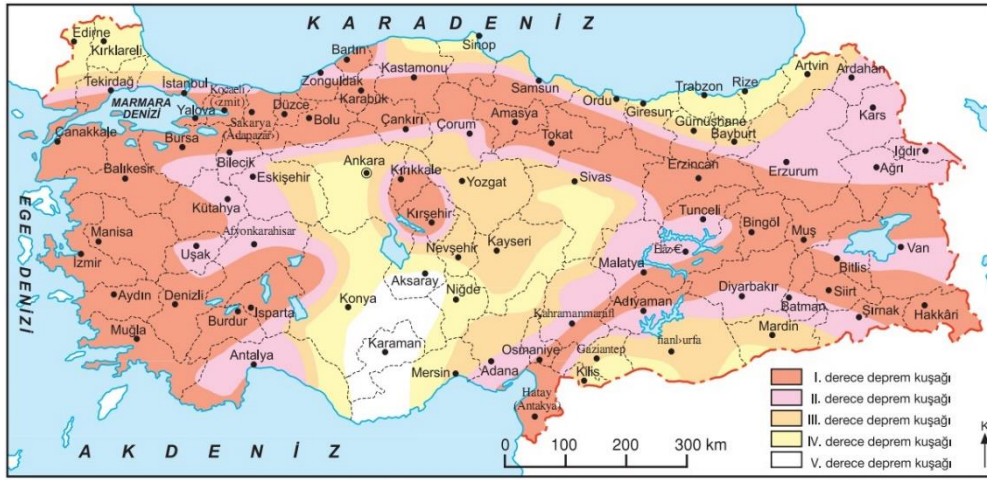 KARADENİZ
Edirne
Kırklareli
Tekirdağ
İstanbul
MARMARA
DENİZİ
Yalova
Kocaeli
(İzmit)
Sakarya
(Adapazarı)
Düzce
Bolu
Zonguldak
Bartın
Karabük
Kastamonu
Sinop
Samsun
Ordu
Giresun
Trabzon
Rize
Artvin
Ardahan
Kars
Gümüşhane
Bayburt
Çanakkale
Bursa
Bilecik
Balıkesir
Eskişehir
Kütahya
Ankara
Çankırı
Çorum
Amasya
Tokat
Kırıkkale
Yozgat
Sivas
Erzincan
Erzurum
Iğdır
Ağrı
EGE DENİZİ
Manisa
İzmir
Uşak
Afyonkarahisar
Kırşehir
Nevşehir
Kayseri
Tunceli
Bingöl
Muş
Van
Bitlis
Malatya
Aksaray
Niğde
Konya
Aydın
Denizli
Burdur
Isparta
Muğla
Antalya
Karaman
Mersin
Adana
Osmaniye
Adıyaman
Diyarbakır
Batman
Siirt
Şırnak
Hakkâri
Mardin
Gaziantep
Kilis
Hatay
(Antakya)
AKDENİZ
0 100 200 300 km
I. derece deprem kuşağı
II. derece deprem kuşağı
III. derece deprem kuşağı
IV. derece deprem kuşağı
V. derece deprem kuşağı
K